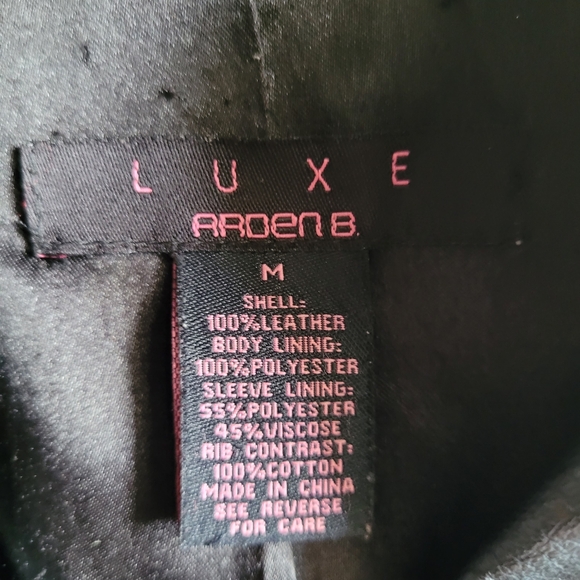 LUXE
ARDEN B.
M
SHELL:
100%LEATHER
BODY LINING:
100%POLYESTER
SLEEVE LINING:
55%POLYESTER
45%VISCOSE
RIB CONTRAST:
100%COTTON
MADE IN CHINA
SEE REVERSE
FOR CARE